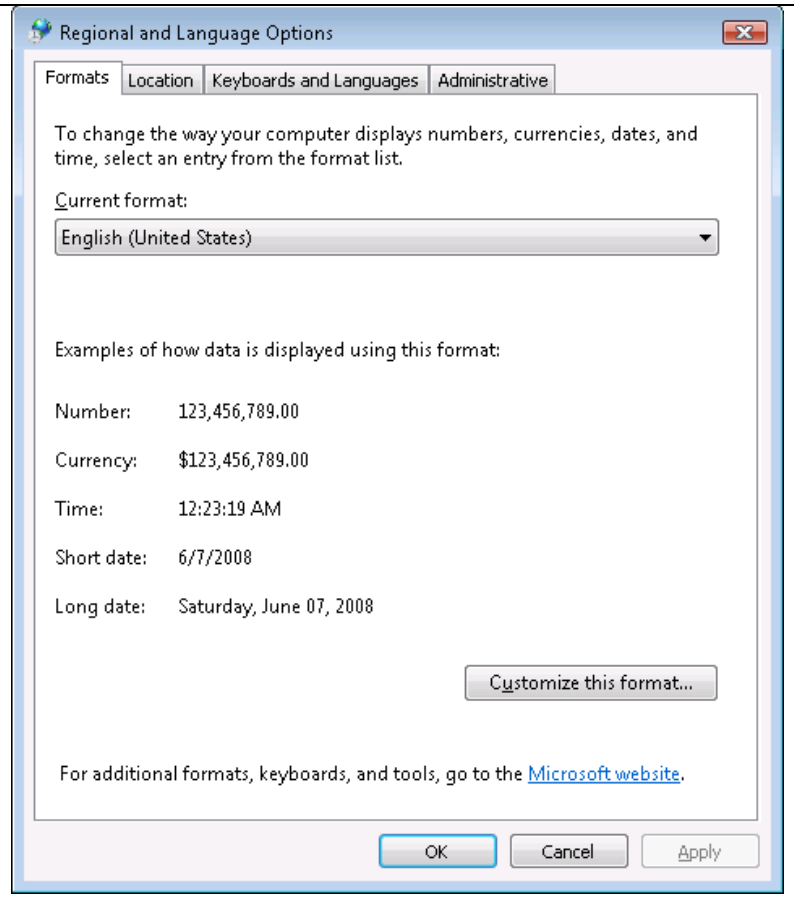 Regional and Language Options
Formats Location Keyboards and Languages Administrative
To change the way your computer displays numbers, currencies, dates, and
time, select an entry from the format list.
Current format:
English (United States)
Examples of how data is displayed using this format:
Number: 123,456,789.00
Currency: $123,456,789.00
Time: 12:23:19 AM
Short date: 6/7/2008
Long date: Saturday, June 07, 2008
Customize this format...
For additional formats, keyboards, and tools, go to the Microsoft website.
OK Cancel Apply